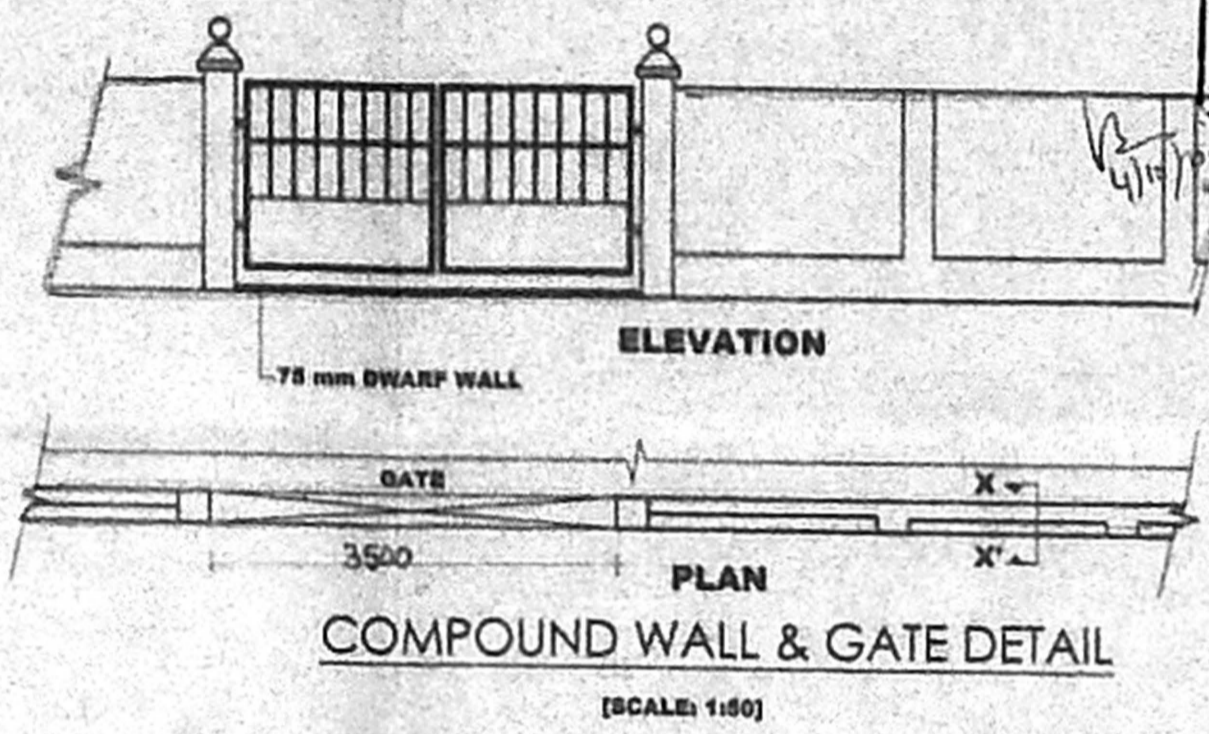 ELEVATION
75 mm DWARF WALL
GATE
X
X'
3500
PLAN
COMPOUND WALL & GATE DETAIL
[SCALE: 1:50]